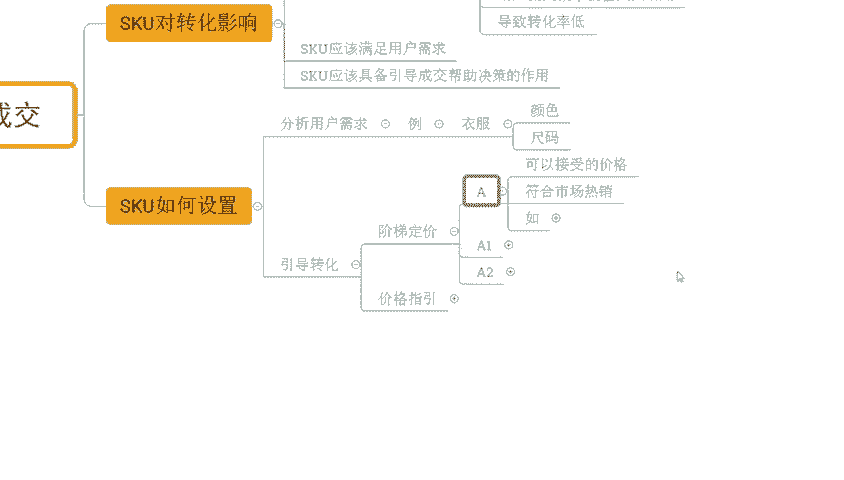 导致转化率低
SKU对转化影响
SKU应该满足用户需求
SKU应该具备引导成交帮助决策的作用
成交
分析用户需求 例 衣服 颜色
尺码
可以接受的价格
A 符合市场热销
如
SKU如何设置
阶梯定价
A1
引导转化
A2
价格指引